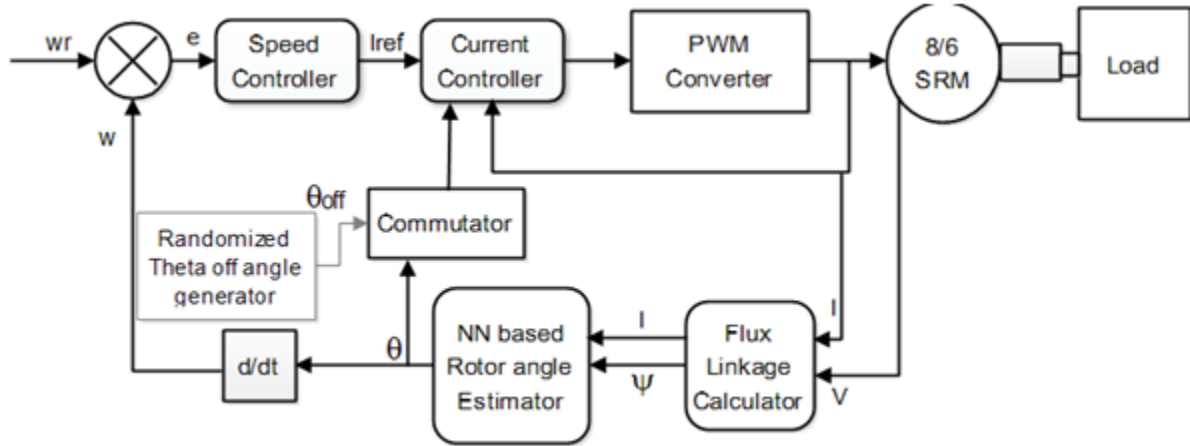 wr
e
Speed
Controller
Iref
Current
Controller
PWM
Converter
8/6
SRM
Load
w
θoff
Commutator
Randomized
Theta off angle
generator
d/dt
θ
NN based
Rotor angle
Estimator
I
Ψ
Flux
Linkage
Calculator
I
V